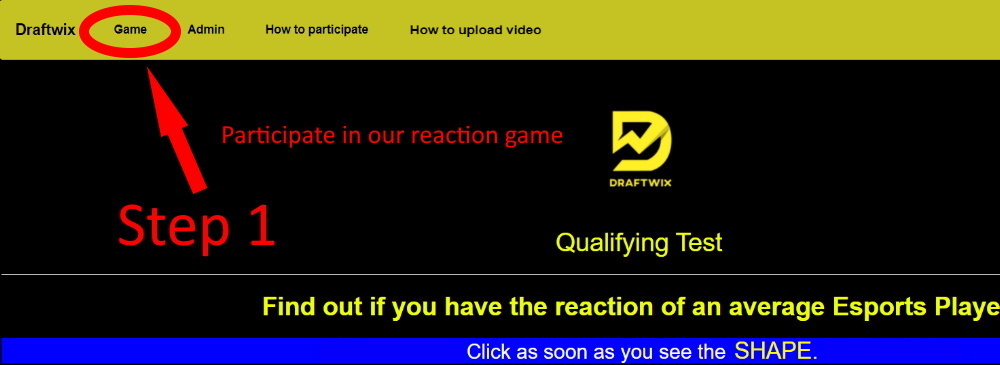 Draftwix Game Admin How to participate How to upload video
Participate in our reaction game
DRAFTWIX
Step 1
Qualifying Test
Find out if you have the reaction of an average Esports Playe
Click as soon as you see the SHAPE.